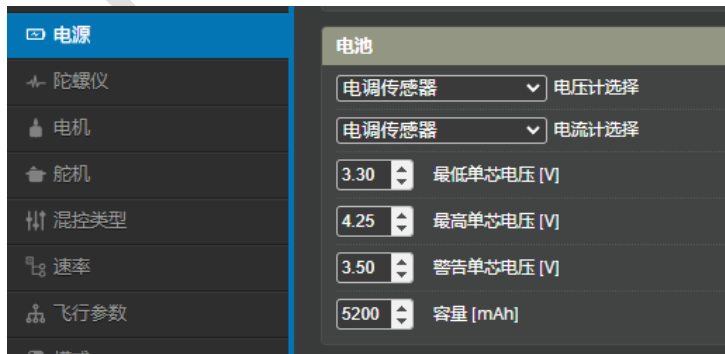 电源
陀螺仪
电机
舵机
混控类型
速率
飞行参数
电池
电调传感器 电压计选择
电调传感器 电流计选择
3.30 最低单芯电压 [V]
4.25 最高单芯电压 [V]
3.50 警告单芯电压 [V]
5200 容量 [mAh]